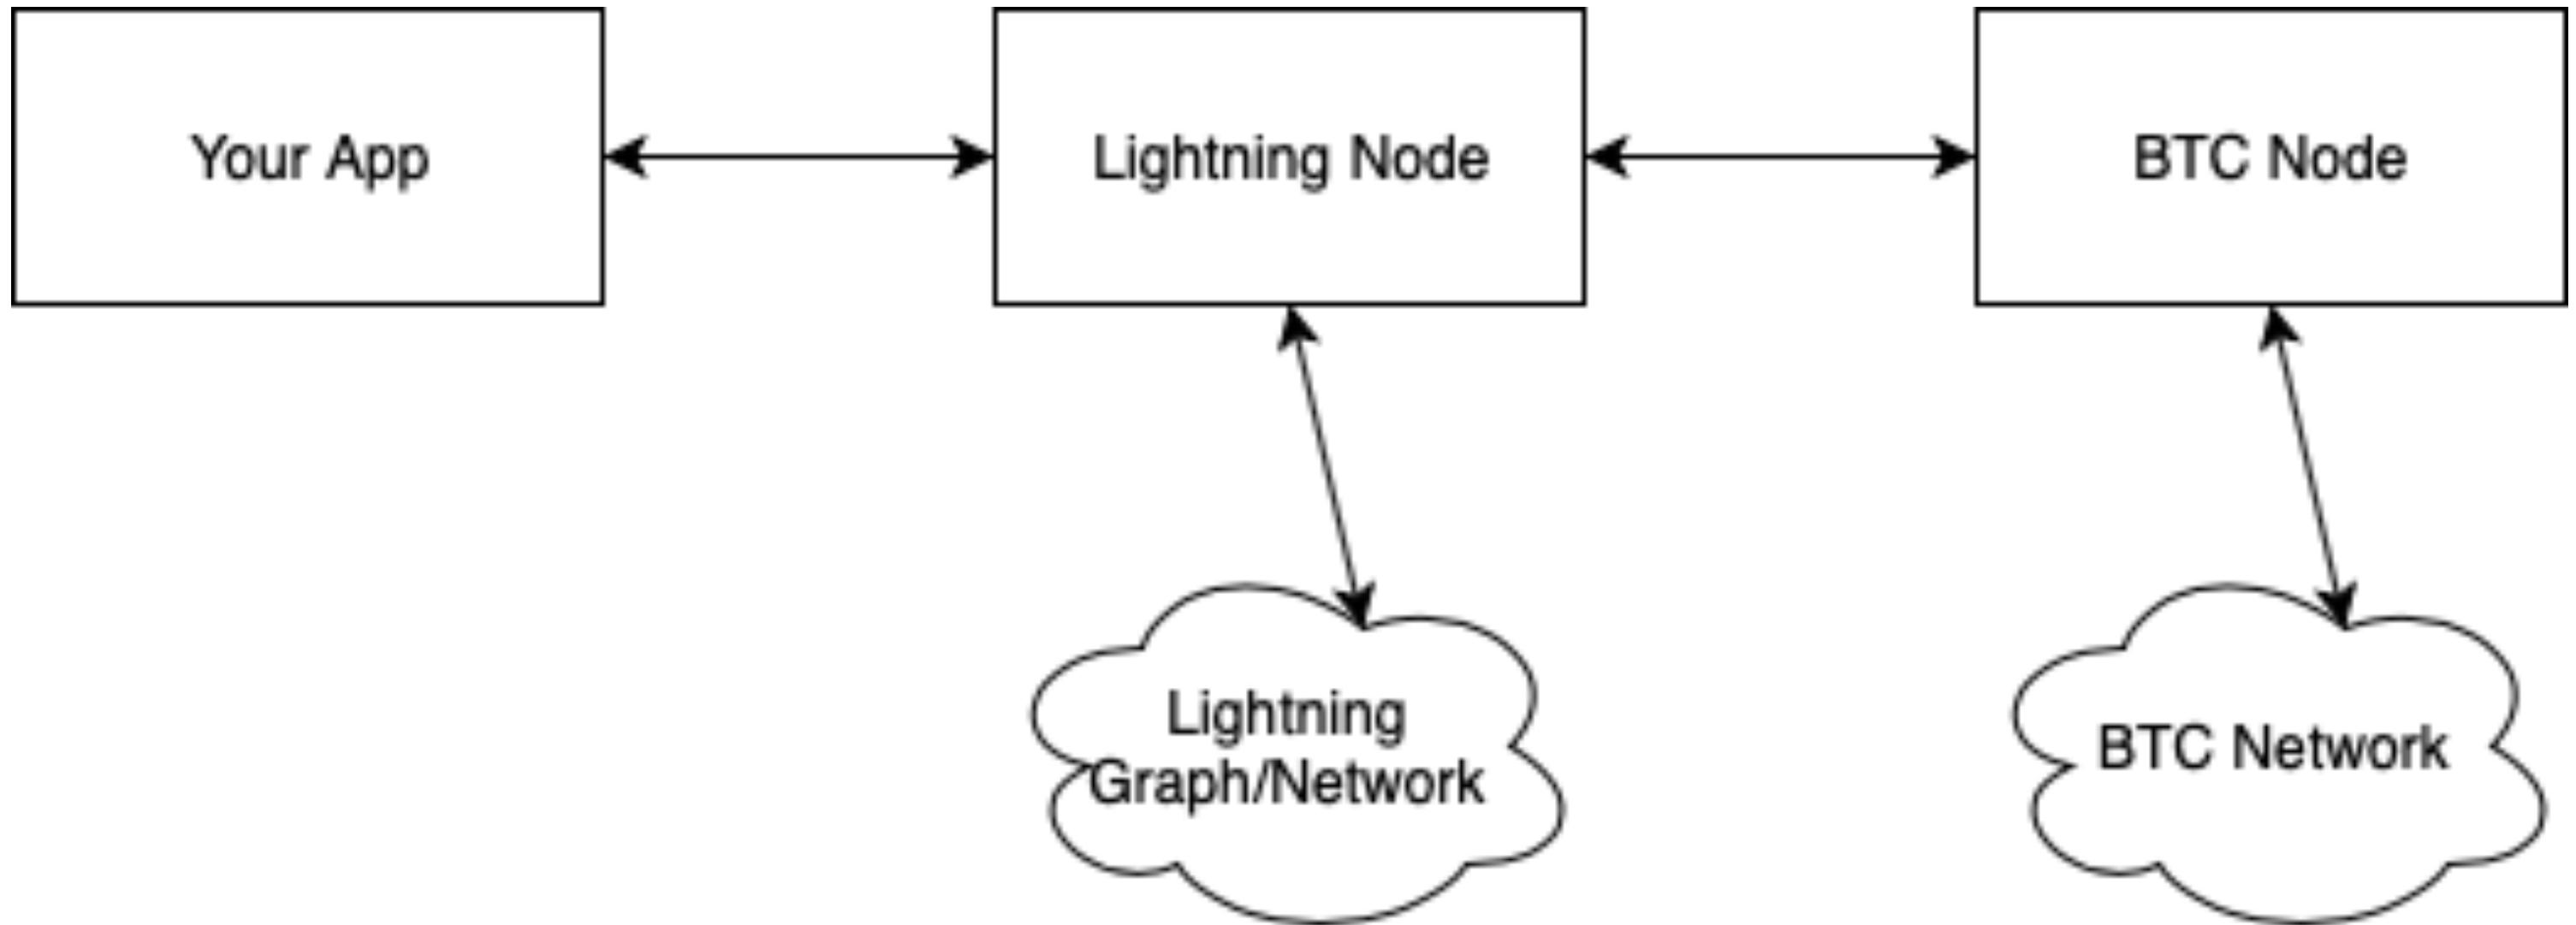 Your App
Lightning Node
BTC Node
Lightning
Graph/Network
BTC Network